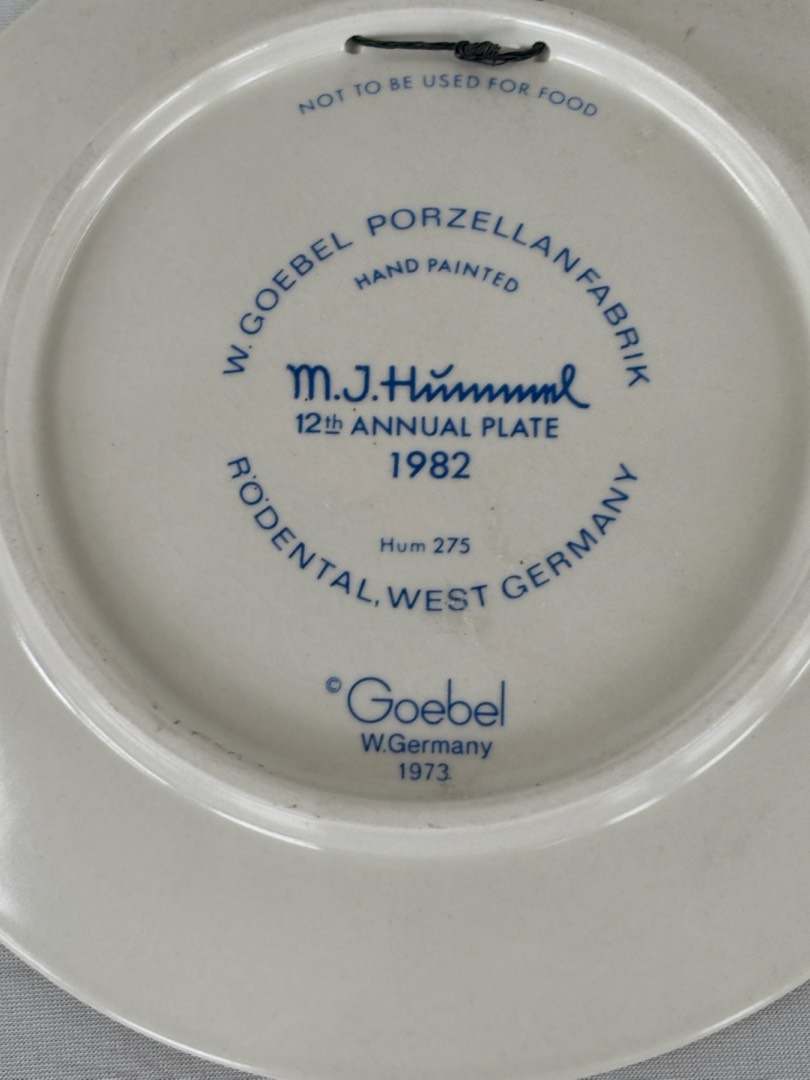 NOT TO BE USED FOR FOOD
W. GOEBEL PORZELLANFABRIK
HAND PAINTED
M.J.Hümmel
12th ANNUAL PLATE
1982
Hum 275
RÖDENTAL, WEST GERMANY
© Goebel
W.Germany
1973